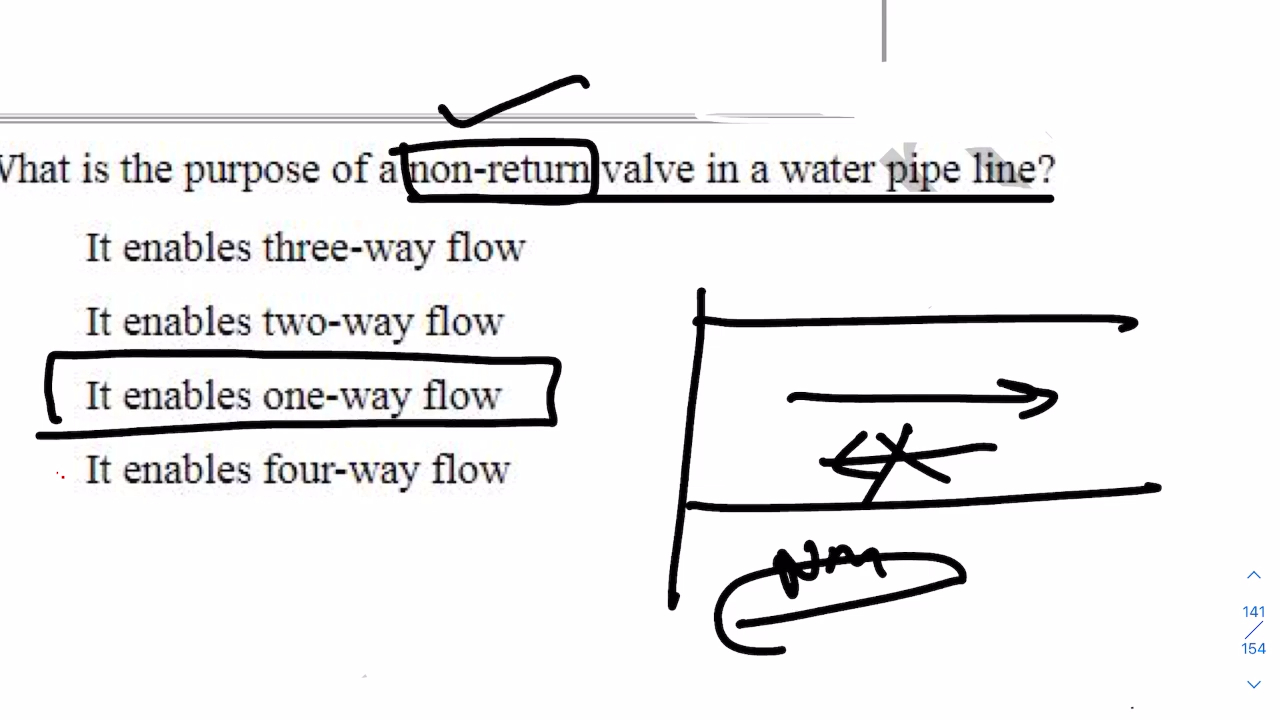 What is the purpose of a non-return valve in a water pipe line?
It enables three-way flow
It enables two-way flow
It enables one-way flow
It enables four-way flow
141
154